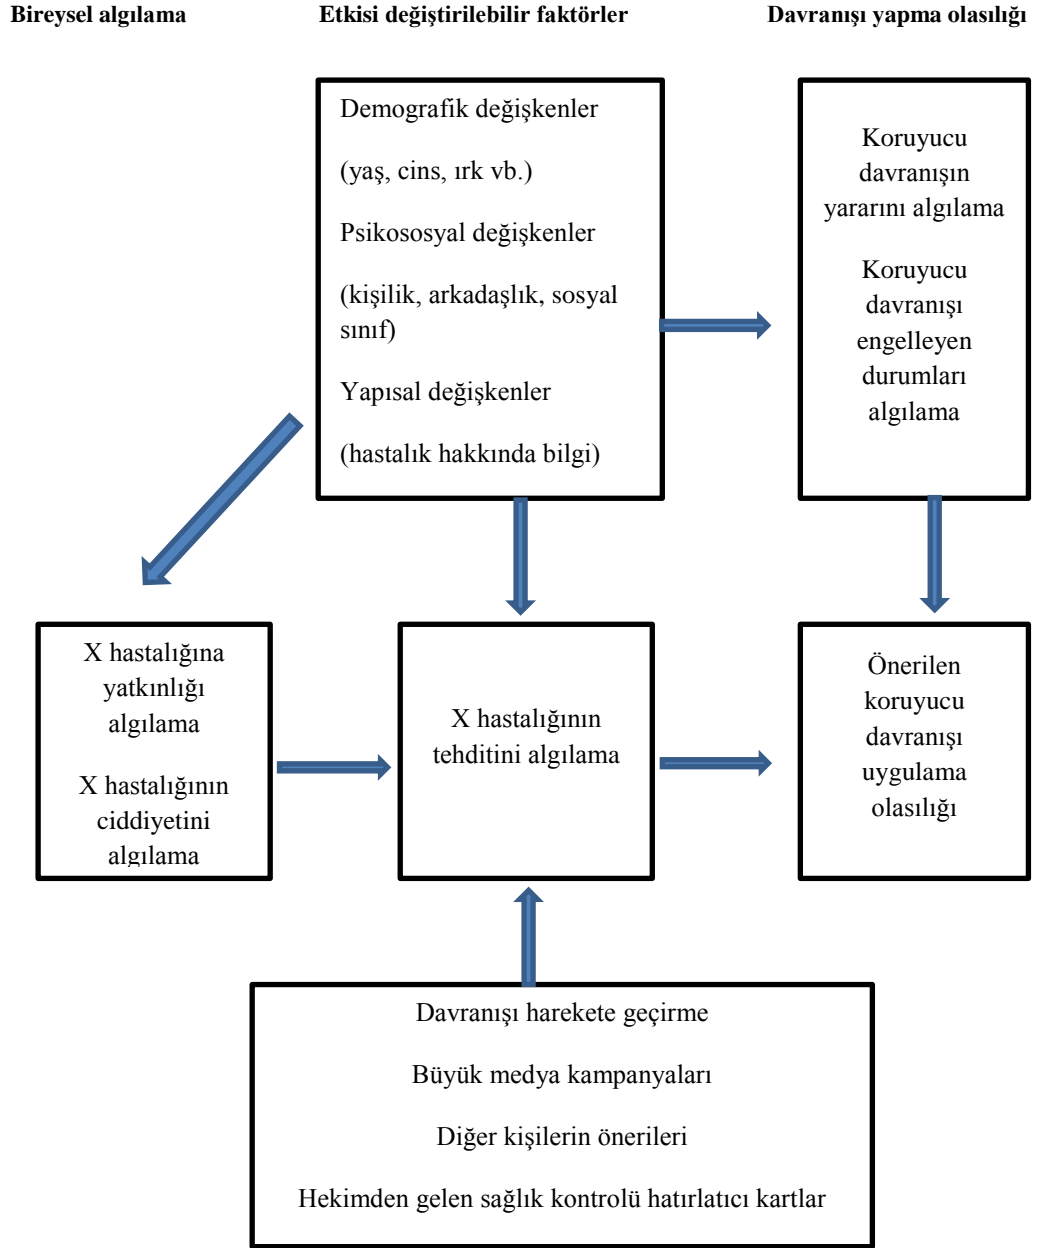 Bireysel algılama
Etkisi değiştirilebilir faktörler
Davranışı yapma olasılığı
Demografik değişkenler
(yaş, cins, ırk vb.)
Psikososyal değişkenler
(kişilik, arkadaşlık, sosyal
sınıf)
Yapısal değişkenler
(hastalık hakkında bilgi)
Koruyucu
davranışın
yararını algılama
Koruyucu
davranışı
engelleyen
durumları
algılama
X hastalığına
yatkınlığı
algılama
X hastalığının
ciddiyetini
algılama
X hastalığının
tehditini algılama
Önerilen
koruyucu
davranışı
uygulama
olasılığı
Davranışı harekete geçirme
Büyük medya kampanyaları
Diğer kişilerin önerileri
Hekimden gelen sağlık kontrolü hatırlatıcı kartlar